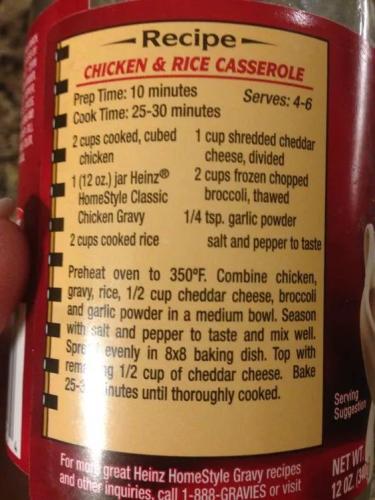 Recipe
CHICKEN & RICE CASSEROLE
Prep Time: 10 minutes
Serves: 4-6
Cook Time: 25-30 minutes
2 cups cooked, cubed
chicken
1 (12 oz.) jar Heinz®
HomeStyle Classic
Chicken Gravy
2 cups cooked rice
1 cup shredded cheddar
cheese, divided
2 cups frozen chopped
broccoli, thawed
1/4 tsp. garlic powder
salt and pepper to taste
Preheat oven to 350°F. Combine chicken,
gravy, rice, 1/2 cup cheddar cheese, broccoli
and garlic powder in a medium bowl. Season
with salt and pepper to taste and mix well.
evenly in 8x8 baking dish. Top with
1/2 cup of cheddar cheese. Bake
until thoroughly cooked.
Serving
Suggestion
For more great Heinz HomeStyle Gravy recipes
and other inquiries, call 1-888-GRAVIES or visit
NET WT.
12 OZ.